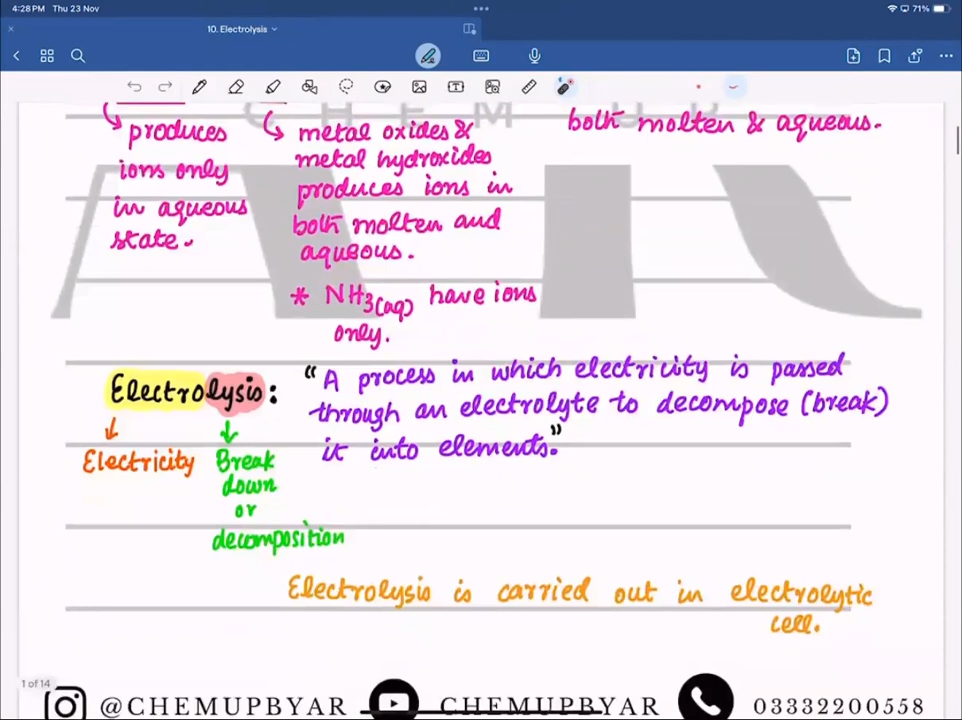 4:28 PM Thu 23 Nov
71%
10. Electrolysis
CHEM UP
both molten & aqueous.
produces
ions only
in aqueous
state.
metal oxides &
metal hydroxides
produces ions in
both molten and
aqueous.
* NH3(aq) have ions
only.
AR
Electrolysis:
Electricity
Break
down
or
decomposition
"A process in which electricity is passed
through an electrolyte to decompose (break)
it into elements."
Electrolysis is carried out in electrolytic
cell.
1 of 14
@CHEMUPBYAR
CHEMUPBYAR
03332200558